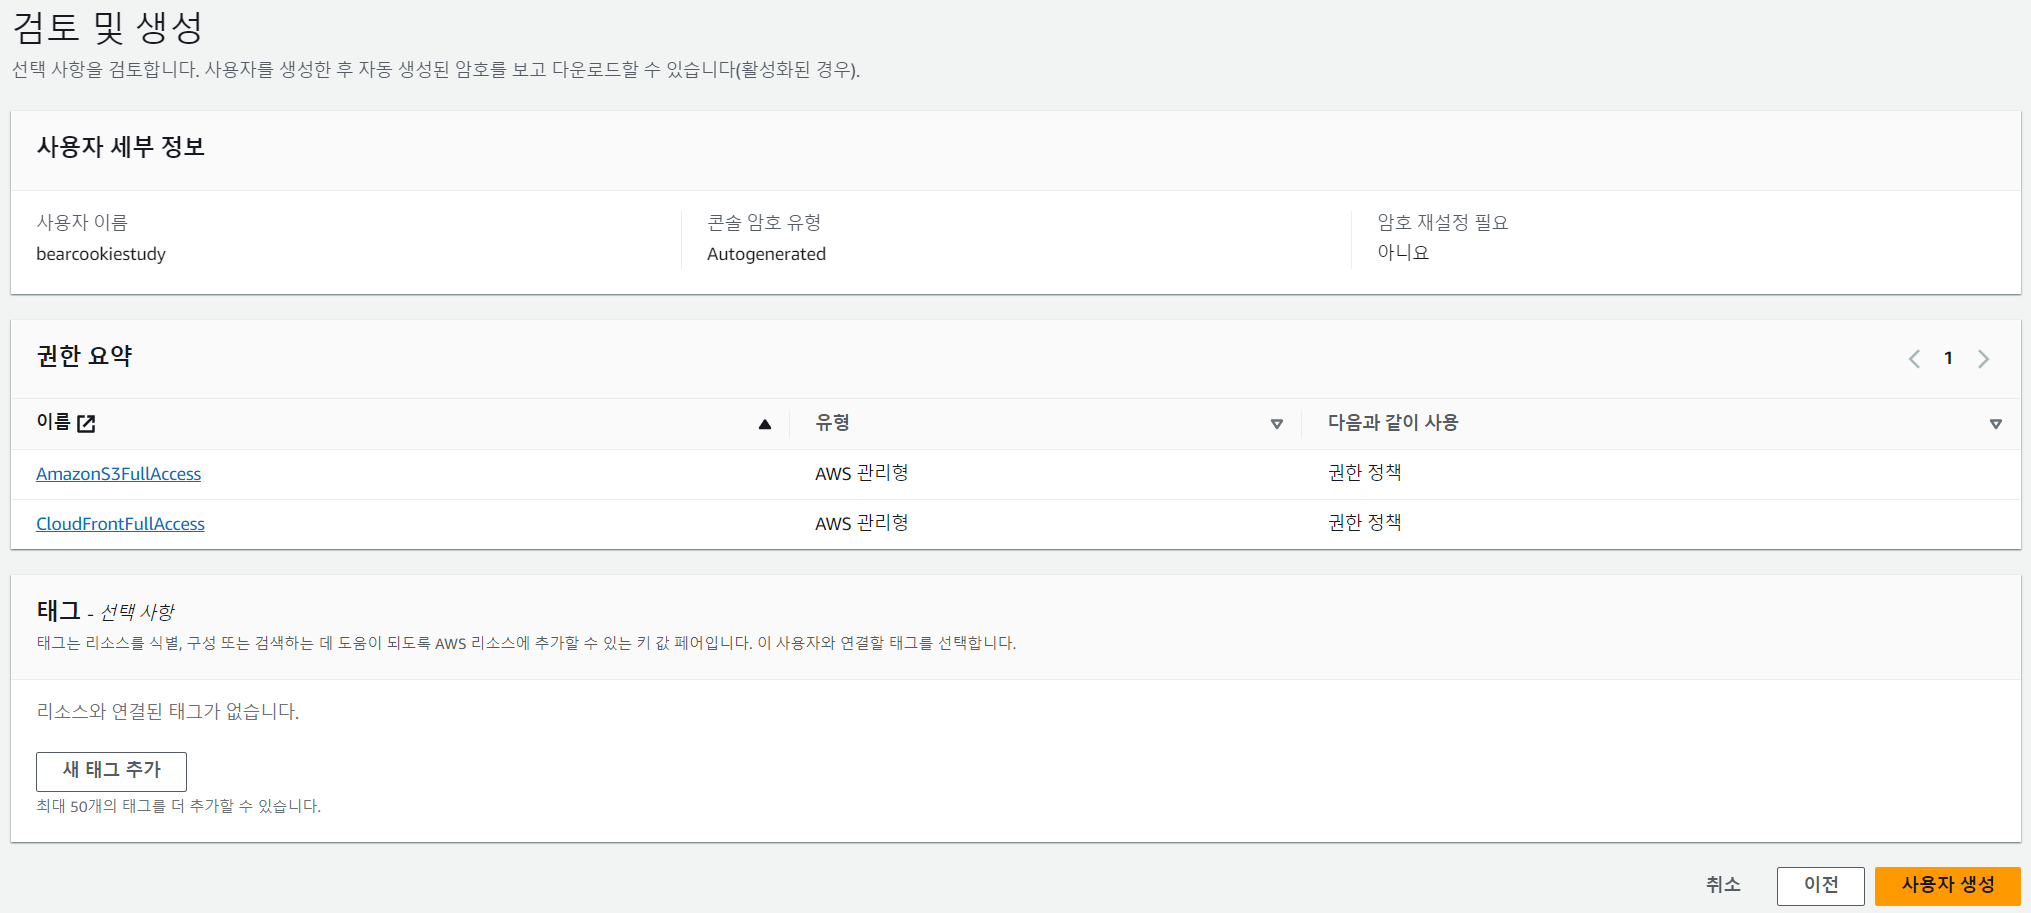 검토 및 생성
선택 사항을 검토합니다. 사용자를 생성한 후 자동 생성된 암호를 보고 다운로드할 수 있습니다(활성화된 경우).
사용자 세부 정보
사용자 이름 콘솔 암호 유형 암호 재설정 필요
bearcookiestudy Autogenerated 아니요
권한 요약 1
이름 유형 다음과 같이 사용
AmazonS3FullAccess AWS 관리형 권한 정책
CloudFrontFullAccess AWS 관리형 권한 정책
태그 - 선택 사항
태그는 리소스를 식별, 구성 또는 검색하는 데 도움이 되도록 AWS 리소스에 추가할 수 있는 키 값 페어입니다. 이 사용자와 연결할 태그를 선택합니다.
리소스와 연결된 태그가 없습니다.
새 태그 추가
최대 50개의 태그를 더 추가할 수 있습니다.
취소 이전 사용자 생성